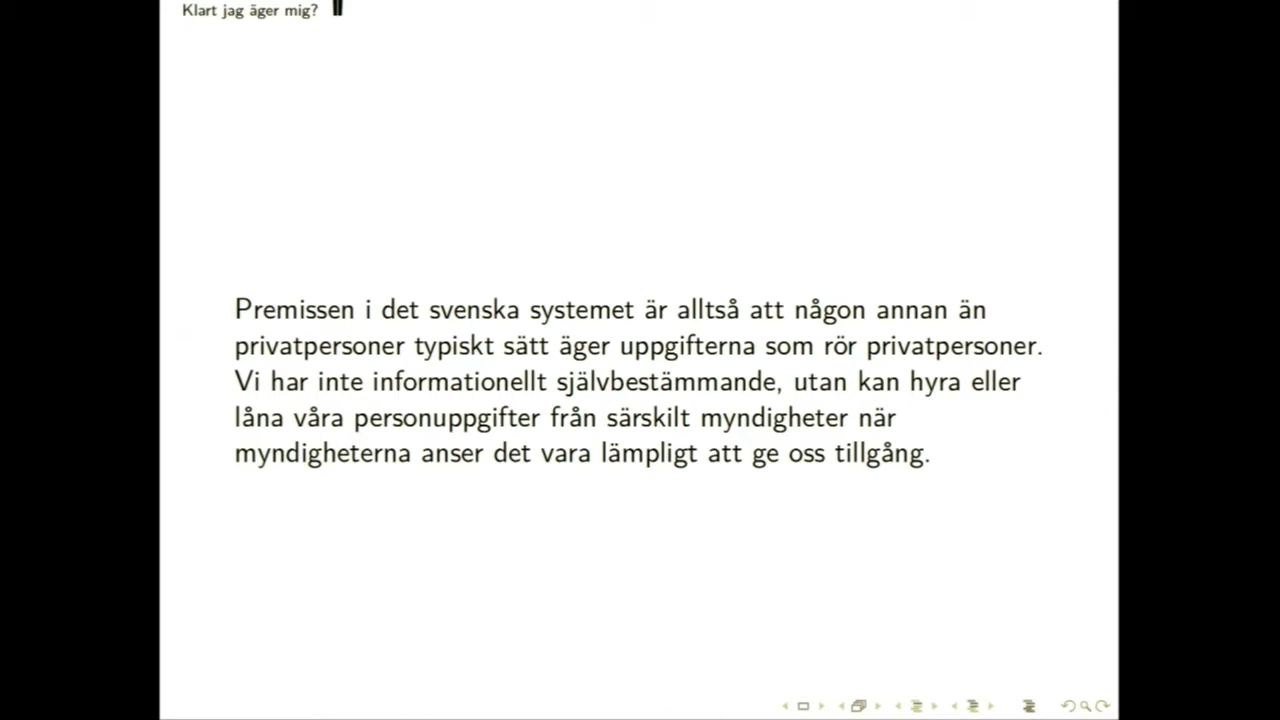 Klart jag äger mig?
Premissen i det svenska systemet är alltså att någon annan än
privatpersoner typiskt sätt äger uppgifterna som rör privatpersoner.
Vi har inte informationellt självbestämmande, utan kan hyra eller
låna våra personuppgifter från särskilt myndigheter när
myndigheterna anser det vara lämpligt att ge oss tillgång.